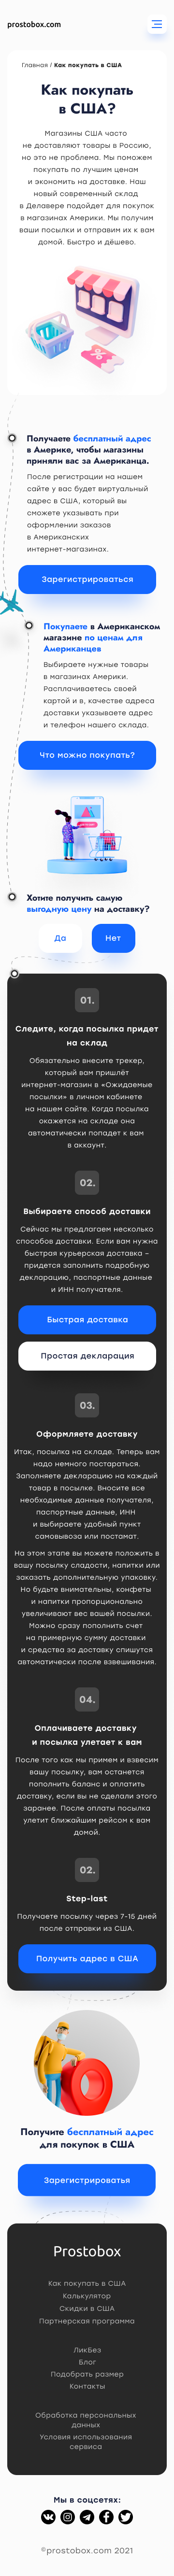 prostobox.com
Главная / Как покупать в США
Как покупать
в США?
Магазины США часто
не доставляют товары в Россию,
но это не проблема. Мы поможем
покупать по лучшим ценам
и экономить на доставке. Наш
новый современный склад
в Делавере подойдет для покупок
в магазинах Америки. Мы получим
ваши посылки и отправим их к вам
домой. Быстро и дёшево.
Получаете бесплатный адрес
в Америке, чтобы магазины
приняли вас за Американца.
После регистрации на нашем
сайте у вас будет виртуальный
адрес в США, который вы
сможете указывать при
оформлении заказов
в Американских
интернет-магазинах.
Зарегистрироваться
Покупаете в Американском
магазине по ценам для
Американцев
Выбираете нужные товары
в магазинах Америки.
Расплачиваетесь своей
картой и в, качестве адреса
доставки указываете адрес
и телефон нашего склада.
Что можно покупать?
Хотите получить самую
выгодную цену на доставку?
Да
Нет
01.
Следите, когда посылка придет
на склад
Обязательно внесите трекер,
который вам пришлёт
интернет-магазин в «Ожидаемые
посылки» в личном кабинете
на нашем сайте. Когда посылка
окажется на складе она
автоматически попадет к вам
в аккаунт.
02.
Выбираете способ доставки
Сейчас мы предлагаем несколько
способов доставки. Если вам нужна
быстрая курьерская доставка –
придется заполнить подробную
декларацию, паспортные данные
и ИНН получателя.
Быстрая доставка
Простая декларация
03.
Оформляете доставку
Итак, посылка на складе. Теперь вам
надо немного постараться.
Заполняете декларацию на каждый
товар в посылке. Вносите все
необходимые данные получателя,
паспортные данные, ИНН
и выбираете удобный пункт
самовывоза или постамат.
На этом этапе вы можете положить в
вашу посылку сладости, напитки или
заказать дополнительную упаковку.
Но будьте внимательны, конфеты
и напитки пропорционально
увеличивают вес вашей посылки.
Можно сразу пополнить счет
на примерную сумму доставки
и средства за доставку спишутся
автоматически после взвешивания.
04.
Оплачиваете доставку
и посылка улетает к вам
После того как мы примем и взвесим
вашу посылку, вам останется
пополнить баланс и оплатить
доставку, если вы не сделали этого
заранее. После оплаты посылка
улетит ближайшим рейсом к вам
домой.
02.
Step-last
Получаете посылку через 7-15 дней
после отправки из США.
Получить адрес в США
Получите бесплатный адрес
для покупок в США
Зарегистрироватья
Prostobox
Как покупать в США
Калькулятор
Скидки в США
Партнерская программа
ЛикБез
Блог
Подобрать размер
Контакты
Обработка персональных
данных
Условия использования
сервиса
Мы в соцсетях:
©prostobox.com 2021